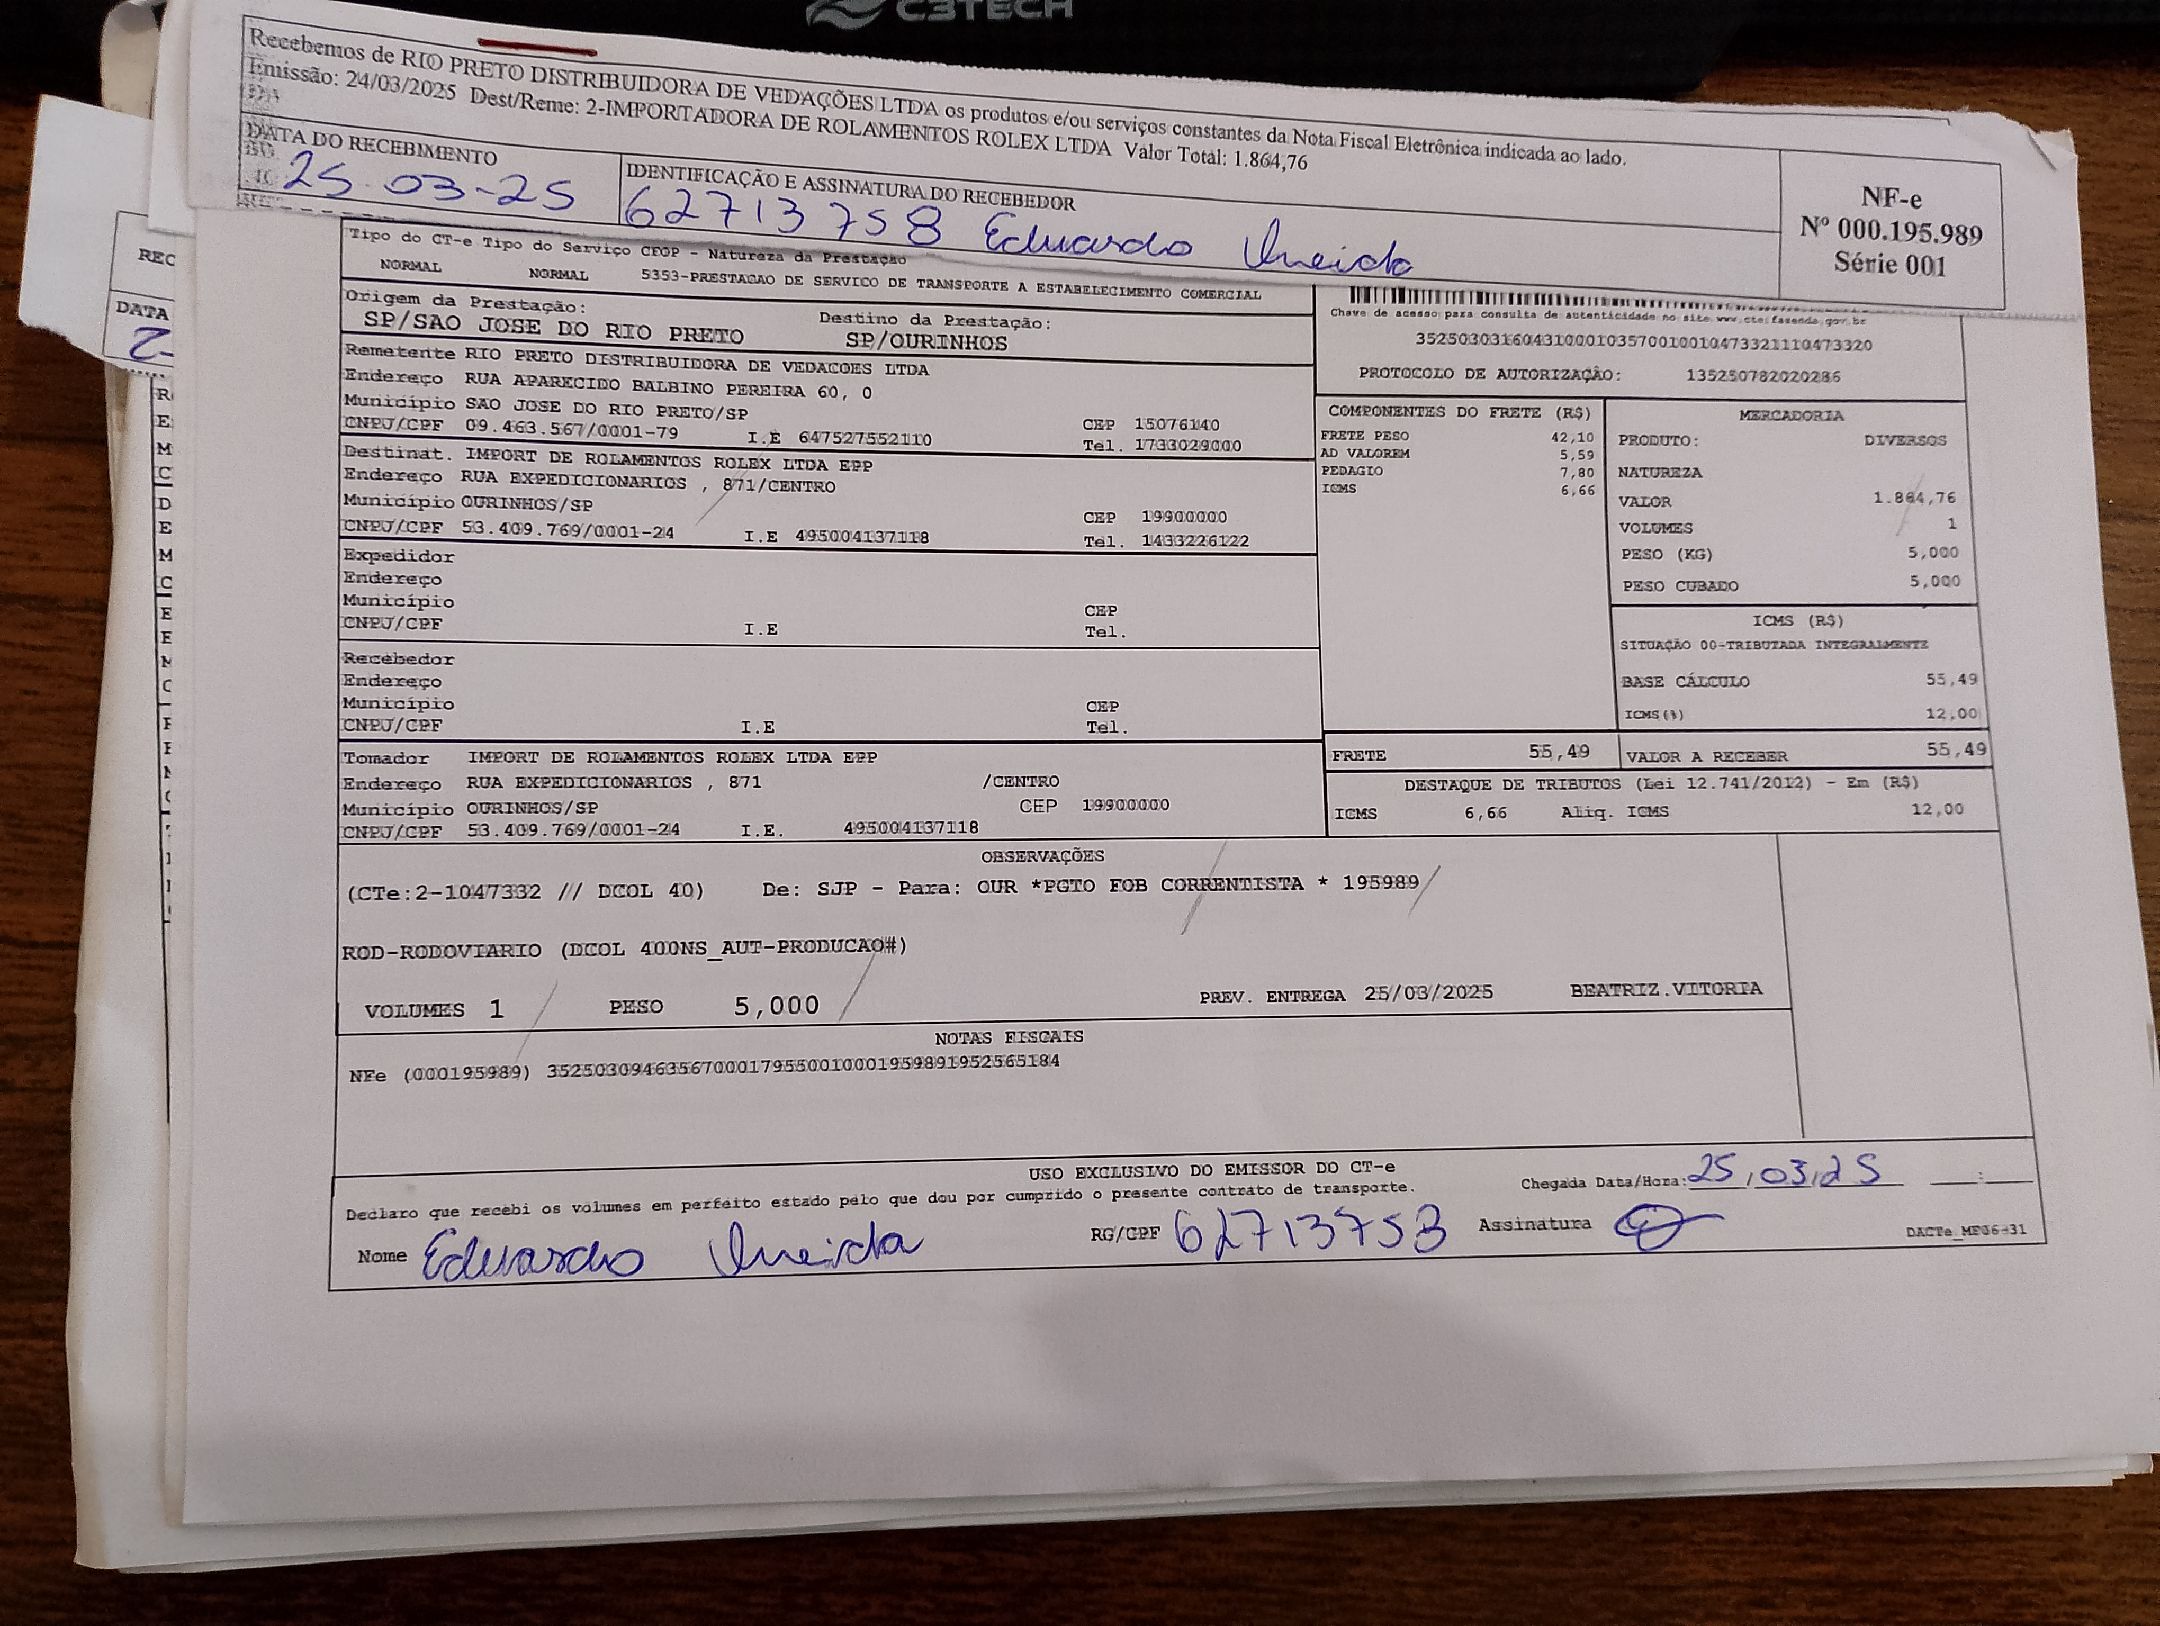 C3TECH
Recebemos de RIO PRETO DISTRIBUIDORA DE VEDAÇÕES LTDA os produtos e/ou serviços constantes da Nota Fiscal Eletrônica indicada ao lado.
Emissão: 24/03/2025 Dest/Reme: 2-IMPORTADORA DE ROLAMENTOS ROLEX LTDA Valor Total: 1.864,76
DATA DO RECEBIMENTO
25-03-25
IDENTIFICAÇÃO E ASSINATURA DO RECEBEDOR
62713758 Eduardo
NF-e
Nº 000.195.989
Série 001
Tipo do CT-e Tipo do Serviço CFOP - Natureza da Prestação
NORMAL NORMAL 5353-PRESTACAO DE SERVICO DE TRANSPORTE A ESTABELECIMENTO COMERCIAL
Origem da Prestação: Destino da Prestação:
SP/SAO JOSE DO RIO PRETO SP/OURINHOS
Chave de acesso para consulta de autenticidade no site www.cte.fazenda.gov.br
35250303160431000103570010010473321110473320
PROTOCOLO DE AUTORIZAÇÃO: 135250782020286
Remetente RIO PRETO DISTRIBUIDORA DE VEDACOES LTDA
Endereço RUA APARECIDO BALBINO PEREIRA 60, 0
Município SAO JOSE DO RIO PRETO/SP CEP 15076140
CNPJ/CPF 09.463.567/0001-79 I.E 647527552110 Tel. 1733029000
Destinat. IMPORT DE ROLAMENTOS ROLEX LTDA EPP
Endereço RUA EXPEDICIONARIOS , 871/CENTRO
Município OURINHOS/SP CEP 19900000
CNPJ/CPF 53.409.769/0001-24 I.E 495004137118 Tel. 1433226122
Expedidor
Endereço
Município CEP
CNPJ/CPF I.E Tel.
Recebedor
Endereço
Município CEP
CNPJ/CPF I.E Tel.
Tomador IMPORT DE ROLAMENTOS ROLEX LTDA EPP
Endereço RUA EXPEDICIONARIOS , 871 /CENTRO
Município OURINHOS/SP CEP 19900000
CNPJ/CPF 53.409.769/0001-24 I.E. 495004137118
COMPONENTES DO FRETE (R$)
FRETE PESO 42,10
AD VALOREM 5,59
PEDAGIO 7,80
ICMS 6,66
MERCADORIA
PRODUTO: DIVERSOS
NATUREZA
VALOR 1.864,76
VOLUMES 1
PESO (KG) 5,000
PESO CUBADO 5,000
ICMS (R$)
SITUAÇÃO 00-TRIBUTADA INTEGRALMENTE
BASE CÁLCULO 55,49
ICMS(%) 12,00
FRETE 55,49 VALOR A RECEBER 55,49
DESTAQUE DE TRIBUTOS (Lei 12.741/2012) - Em (R$)
ICMS 6,66 Aliq. ICMS 12,00
OBSERVAÇÕES
(CTe:2-1047332 // DCOL 40) De: SJP - Para: OUR *PGTO FOB CORRENTISTA * 195989
ROD-RODOVIARIO (DCOL 400NS_AUT-PRODUCAO#)
VOLUMES 1 PESO 5,000 PREV. ENTREGA 25/03/2025 BEATRIZ.VITORIA
NOTAS FISCAIS
NFe (000195989) 35250309463567000179550010001959891952565184
USO EXCLUSIVO DO EMISSOR DO CT-e
Declaro que recebi os volumes em perfeito estado pelo que dou por cumprido o presente contrato de transporte.
Chegada Data/Hora: 25/03/25 :
Nome Eduardo RG/CPF 62713758 Assinatura
DACTe_MF06-31
REC
DATA